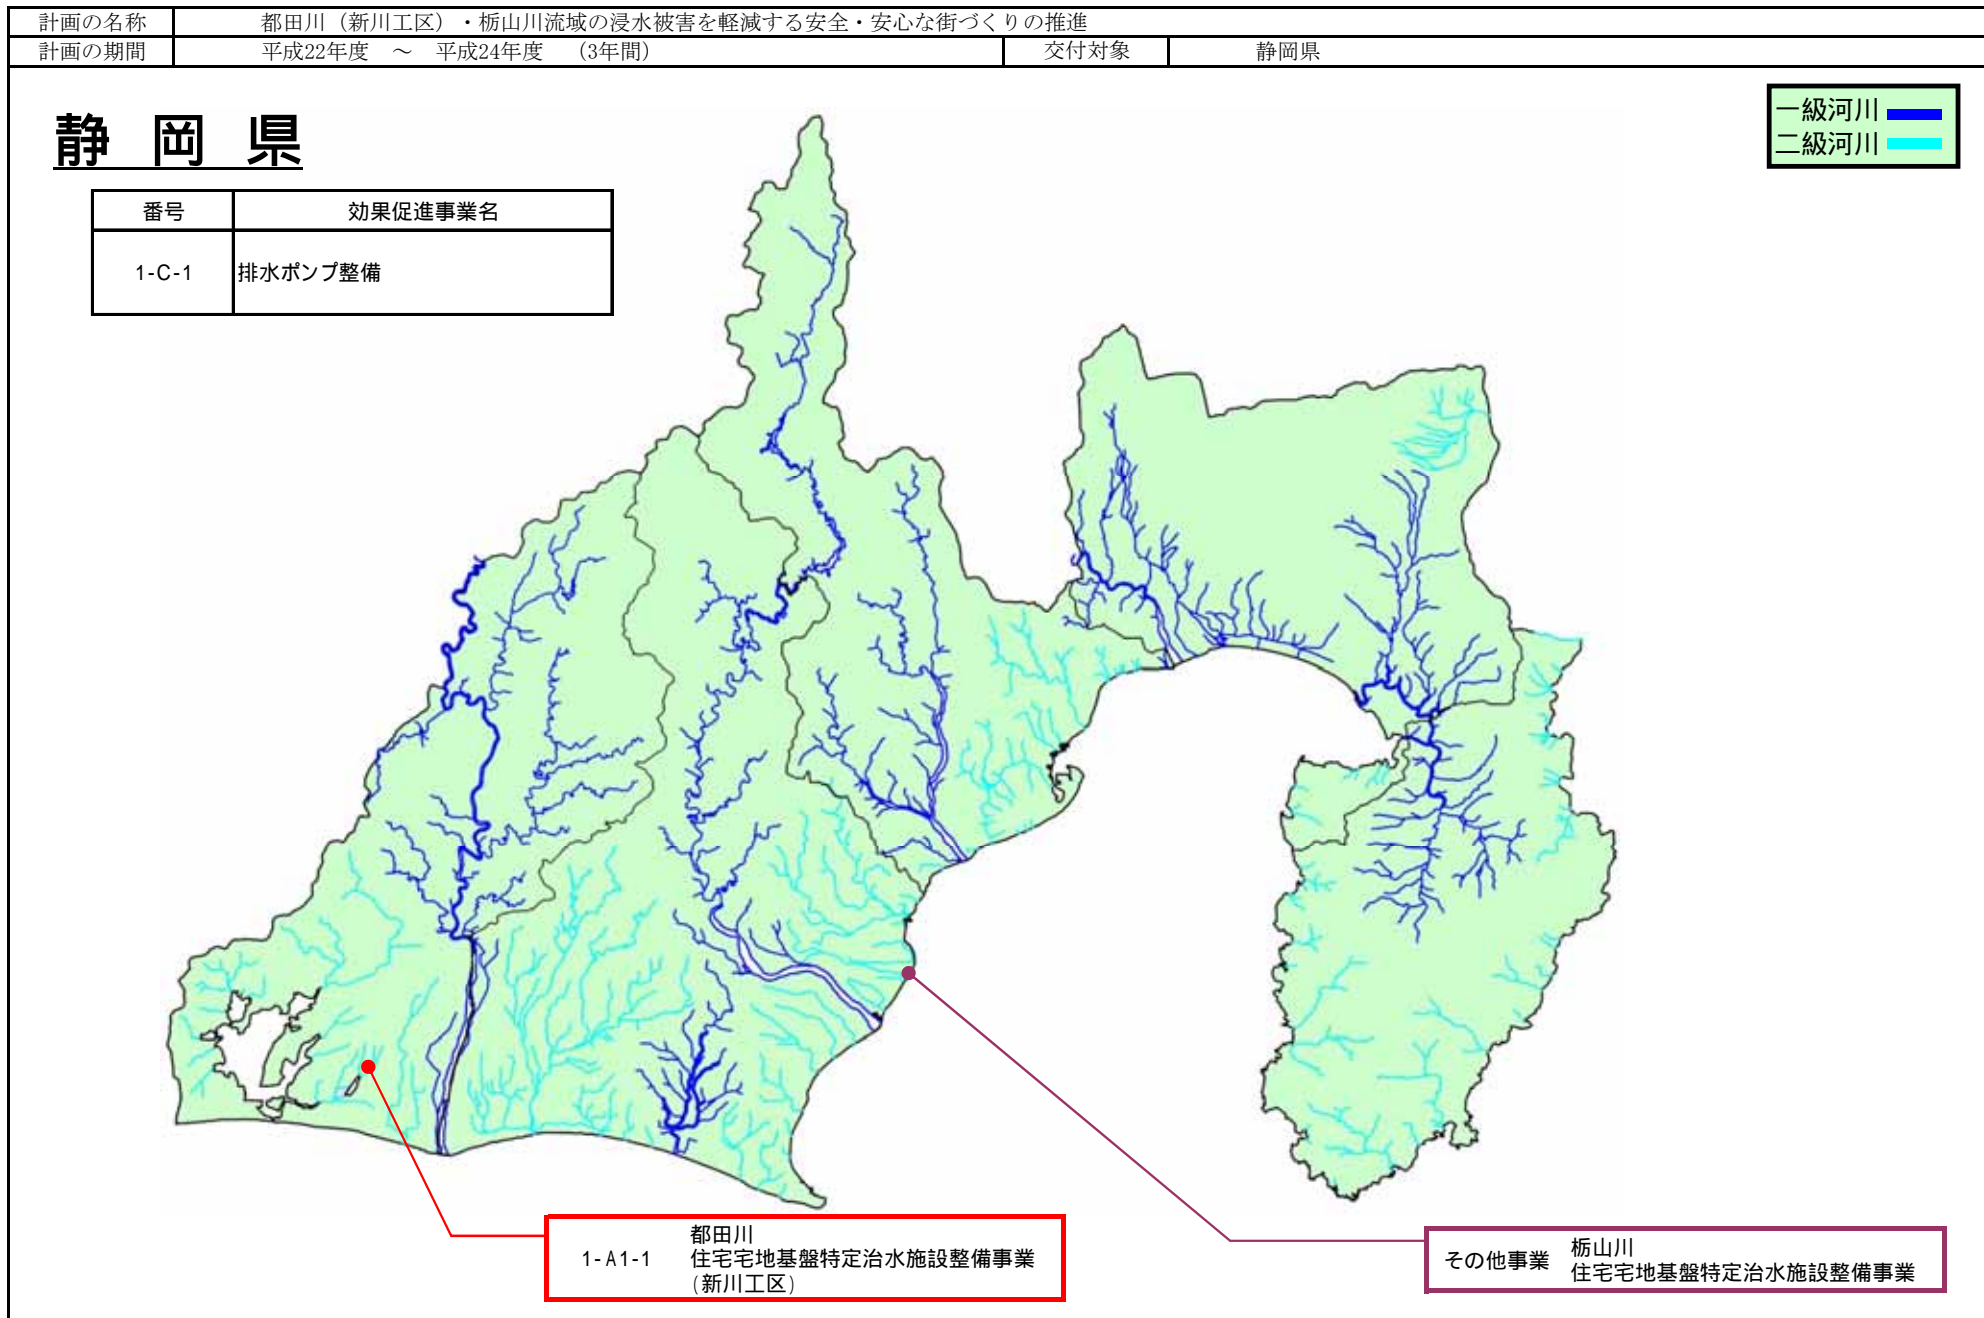 計画の名称 都田川（新川工区）・栃山川流域の浸水被害を軽減する安全・安心な街づくりの推進
計画の期間 平成22年度 ～ 平成24年度 （3年間） 交付対象 静岡県
静岡県
一級河川
二級河川
番号 効果促進事業名
1-C-1 排水ポンプ整備
都田川
1-A1-1 住宅宅地基盤特定治水施設整備事業
(新川工区)
栃山川
その他事業 住宅宅地基盤特定治水施設整備事業